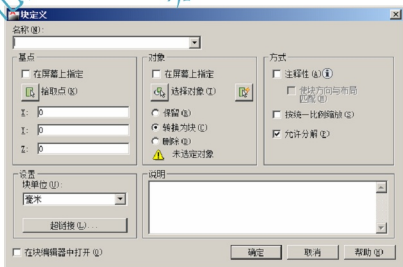 块定义
名称(N):
基点
在屏幕上指定
拾取点(K)
X: 0
Y: 0
Z: 0
对象
在屏幕上指定
选择对象(T)
保留(R)
转换为块(C)
删除(D)
未选定对象
方式
注释性(A)
使块方向与布局
匹配(M)
按统一比例缩放(S)
允许分解(P)
设置
块单位(U):
毫米
超链接(L)...
说明
在块编辑器中打开(O)
确定
取消
帮助(H)